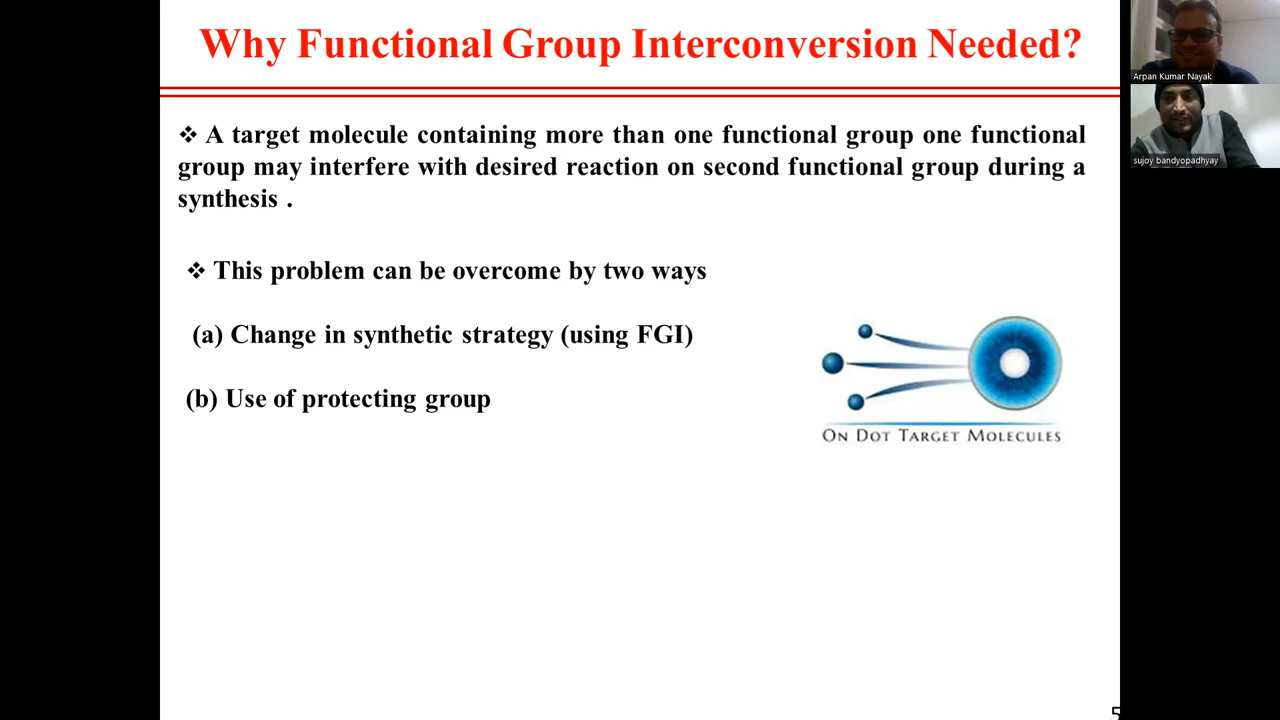 Why Functional Group Interconversion Needed?
❖ A target molecule containing more than one functional group one functional
group may interfere with desired reaction on second functional group during a
synthesis .
❖ This problem can be overcome by two ways
(a) Change in synthetic strategy (using FGI)
(b) Use of protecting group
ON DOT TARGET MOLECULES
Arpan Kumar Nayak
sujoy bandyopadhyay
5